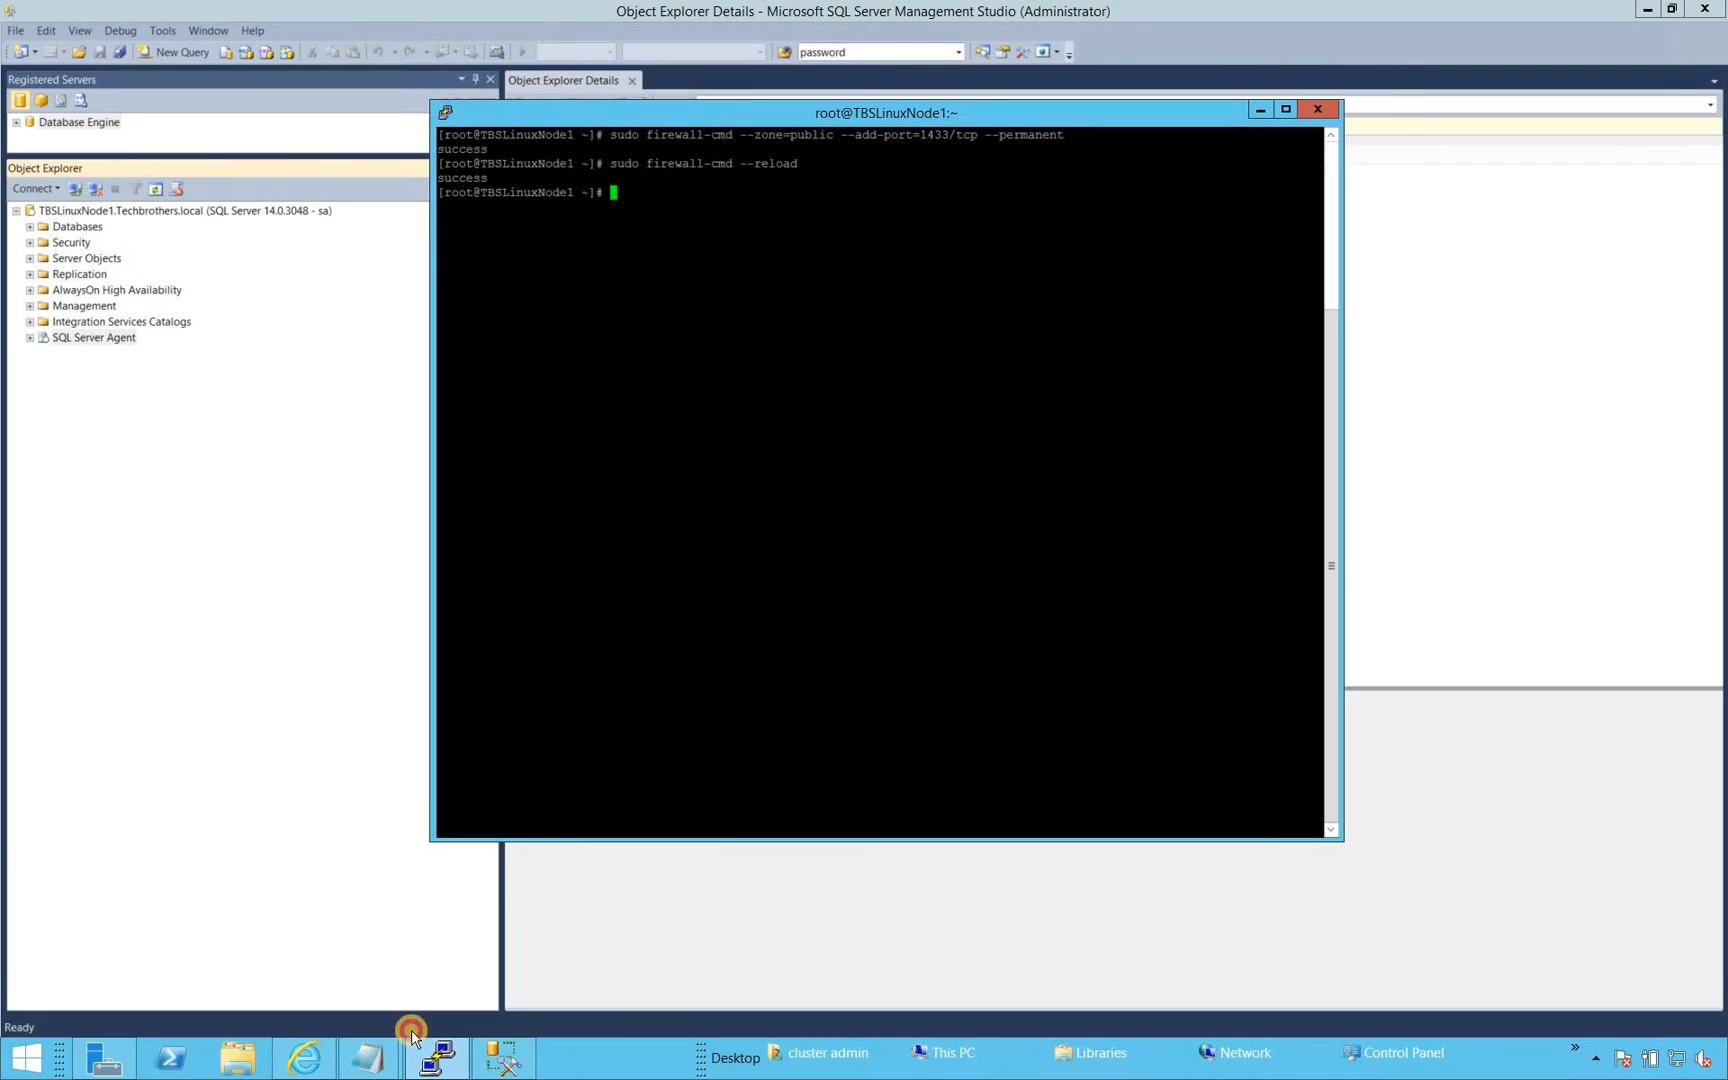 Object Explorer Details - Microsoft SQL Server Management Studio (Administrator)
File Edit View Debug Tools Window Help
New Query
password
Registered Servers
Object Explorer Details
Database Engine
root@TBSLinuxNode1:~
[root@TBSLinuxNode1 ~]# sudo firewall-cmd --zone=public --add-port=1433/tcp --permanent
success
[root@TBSLinuxNode1 ~]# sudo firewall-cmd --reload
success
[root@TBSLinuxNode1 ~]#
Object Explorer
Connect
TBSLinuxNode1.Techbrothers.local (SQL Server 14.0.3048 - sa)
Databases
Security
Server Objects
Replication
AlwaysOn High Availability
Management
Integration Services Catalogs
SQL Server Agent
Ready
Desktop cluster admin This PC Libraries Network Control Panel